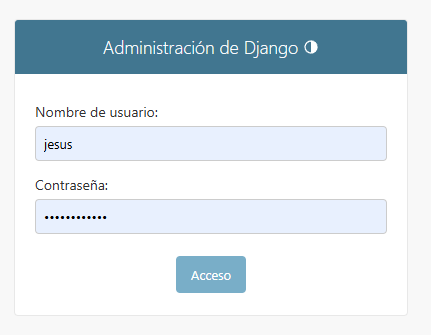 Administración de Django
Nombre de usuario:
jesus
Contraseña:
••••••••••••
Acceso